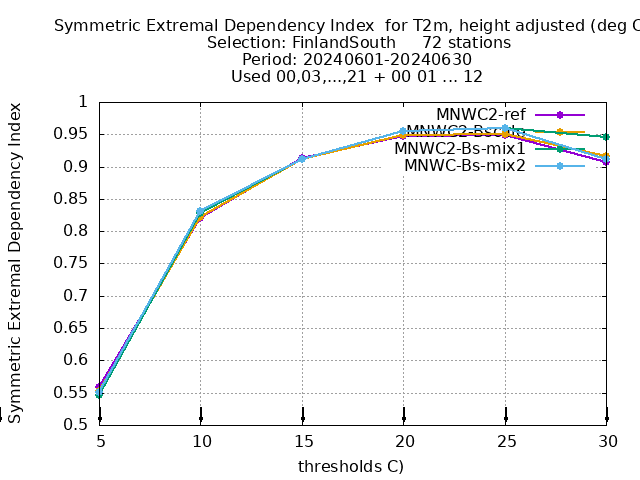 Symmetric Extremal Dependency Index for T2m, height adjusted (deg C
Selection: FinlandSouth 72 stations
Period: 20240601-20240630
Used 00,03,...,21 + 00 01 ... 12
Symmetric Extremal Dependency Index
1
0.95
0.9
0.85
0.8
0.75
0.7
0.65
0.6
0.55
0.5
MNWC2-ref
MNWC2-Bs-mix1
MNWC-Bs-mix2
5
10
15
20
25
30
thresholds C)